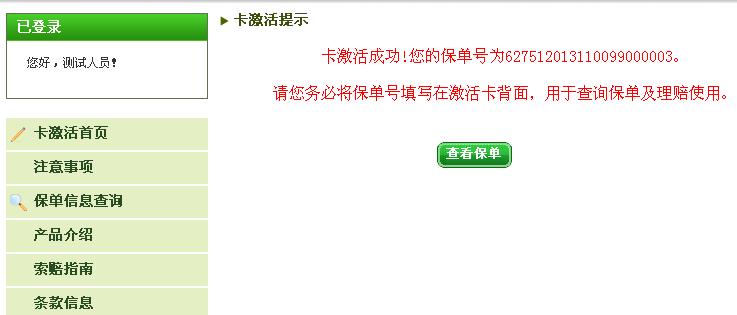 已登录
您好，测试人员！
卡激活首页
注意事项
保单信息查询
产品介绍
索赔指南
条款信息
卡激活提示
卡激活成功!您的保单号为627512013110099000003。
请您务必将保单号填写在激活卡背面，用于查询保单及理赔使用。
查看保单